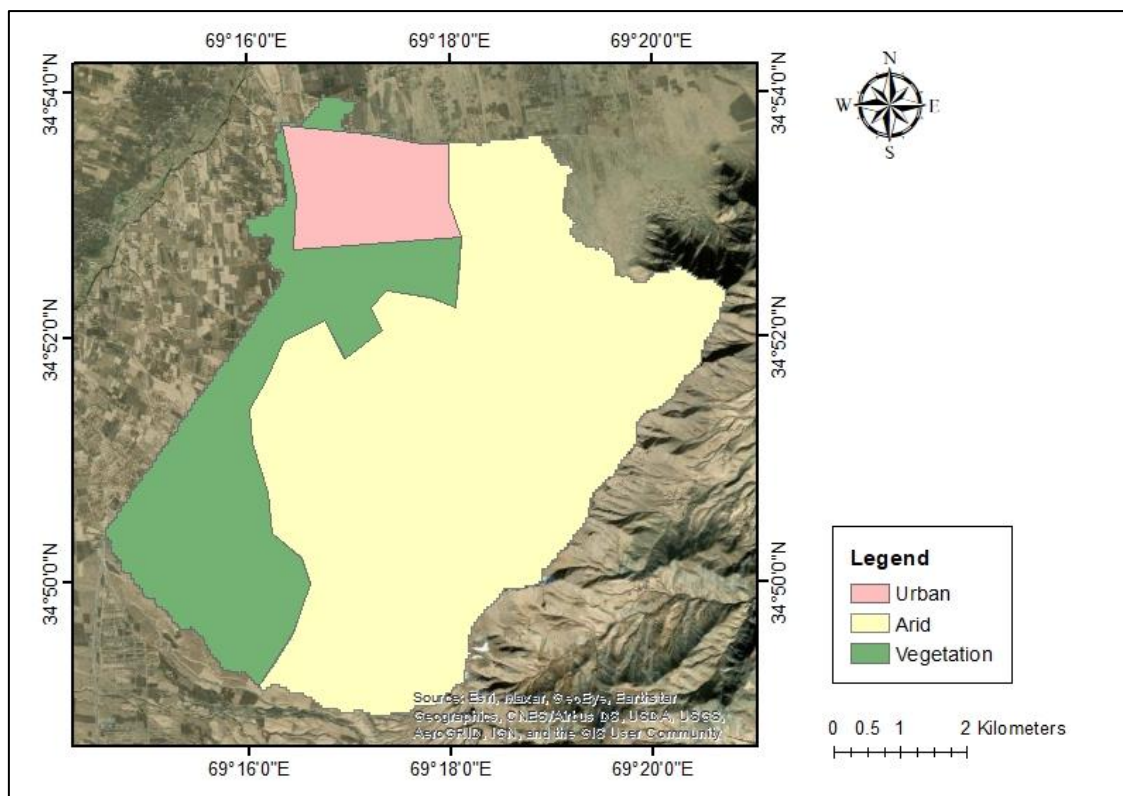 69°16'0"E 69°18'0"E 69°20'0"E
34°54'0"N 34°54'0"N
34°52'0"N 34°52'0"N
34°50'0"N 34°50'0"N
69°16'0"E 69°18'0"E 69°20'0"E
N
W E
S
Legend
Urban
Arid
Vegetation
0 0.5 1 2 Kilometers
Source: Esri, Maxar, GeoEye, Earthstar
Geographics, CNES/Airbus DS, USDA, USGS,
AeroGRID, IGN, and the GIS User Community